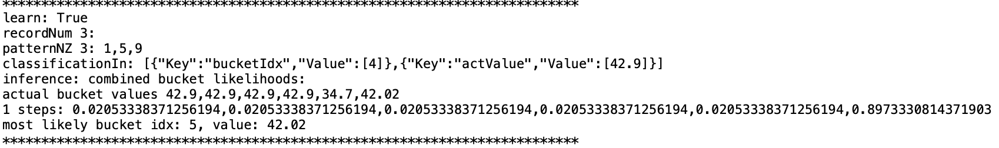 ***************************************************************************
learn: True
recordNum 3:
patternNZ 3: 1,5,9
classificationIn: [{"Key":"bucketIdx","Value":[4]},{"Key":"actValue","Value":[42.9]}]
inference: combined bucket likelihoods:
actual bucket values 42.9,42.9,42.9,42.9,34.7,42.02
1 steps: 0.02053338371256194,0.02053338371256194,0.02053338371256194,0.02053338371256194,0.02053338371256194,0.8973330814371903
most likely bucket idx: 5, value: 42.02
***************************************************************************